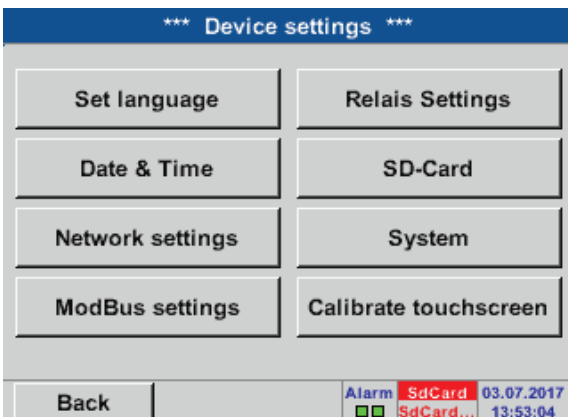 *** Device settings ***
Set language
Relais Settings
Date & Time
SD-Card
Network settings
System
ModBus settings
Calibrate touchscreen
Back
Alarm
SdCard
SdCard...
03.07.2017
13:53:04